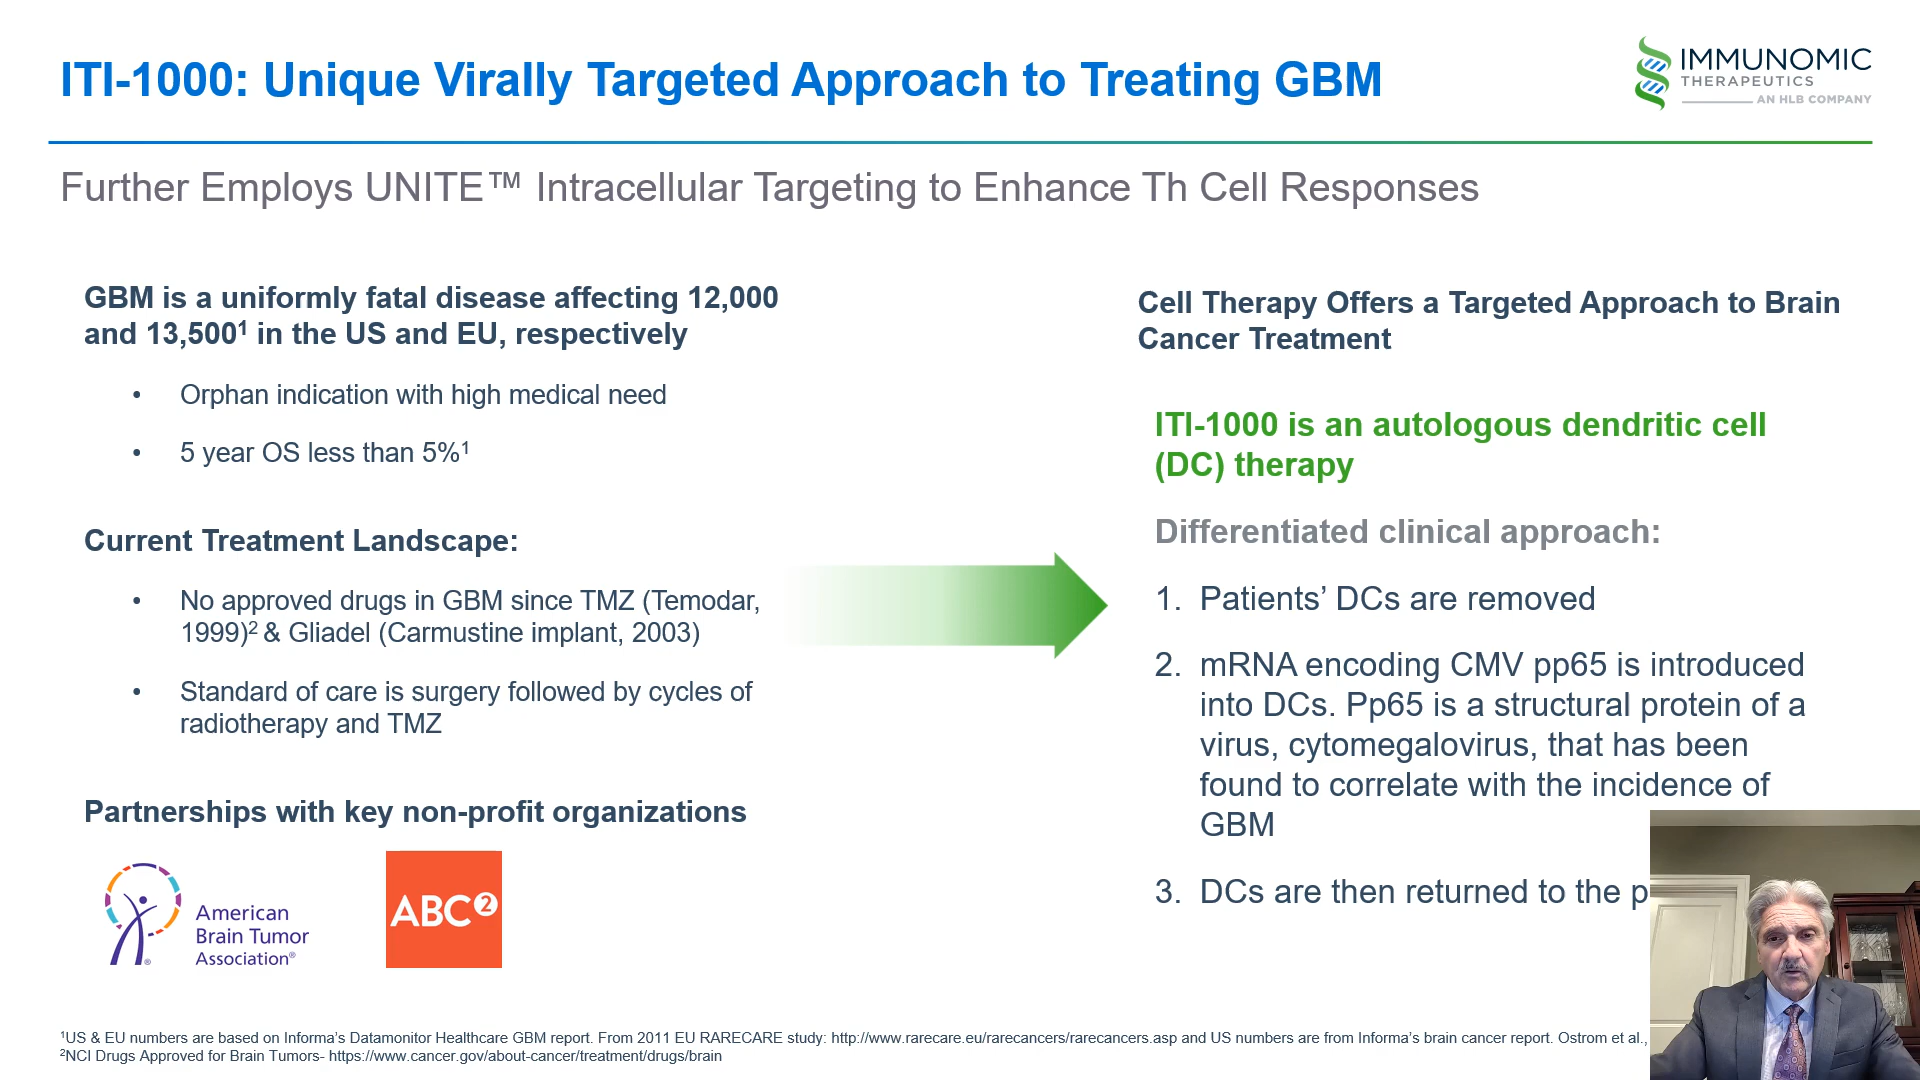 ITI-1000: Unique Virally Targeted Approach to Treating GBM
IMMUNOMIC
THERAPEUTICS
AN HLB COMPANY
Further Employs UNITE™ Intracellular Targeting to Enhance Th Cell Responses
GBM is a uniformly fatal disease affecting 12,000
and 13,500¹ in the US and EU, respectively
• Orphan indication with high medical need
• 5 year OS less than 5%¹
Current Treatment Landscape:
• No approved drugs in GBM since TMZ (Temodar,
1999)² & Gliadel (Carmustine implant, 2003)
• Standard of care is surgery followed by cycles of
radiotherapy and TMZ
Partnerships with key non-profit organizations
American
Brain Tumor
Association®
ABC2
Cell Therapy Offers a Targeted Approach to Brain
Cancer Treatment
ITI-1000 is an autologous dendritic cell
(DC) therapy
Differentiated clinical approach:
1. Patients’ DCs are removed
2. mRNA encoding CMV pp65 is introduced
into DCs. Pp65 is a structural protein of a
virus, cytomegalovirus, that has been
found to correlate with the incidence of
GBM
3. DCs are then returned to the p
¹US & EU numbers are based on Informa’s Datamonitor Healthcare GBM report. From 2011 EU RARECARE study: http://www.rarecare.eu/rarecancers/rarecancers.asp and US numbers are from Informa’s brain cancer report. Ostrom et al.,
²NCI Drugs Approved for Brain Tumors- https://www.cancer.gov/about-cancer/treatment/drugs/brain